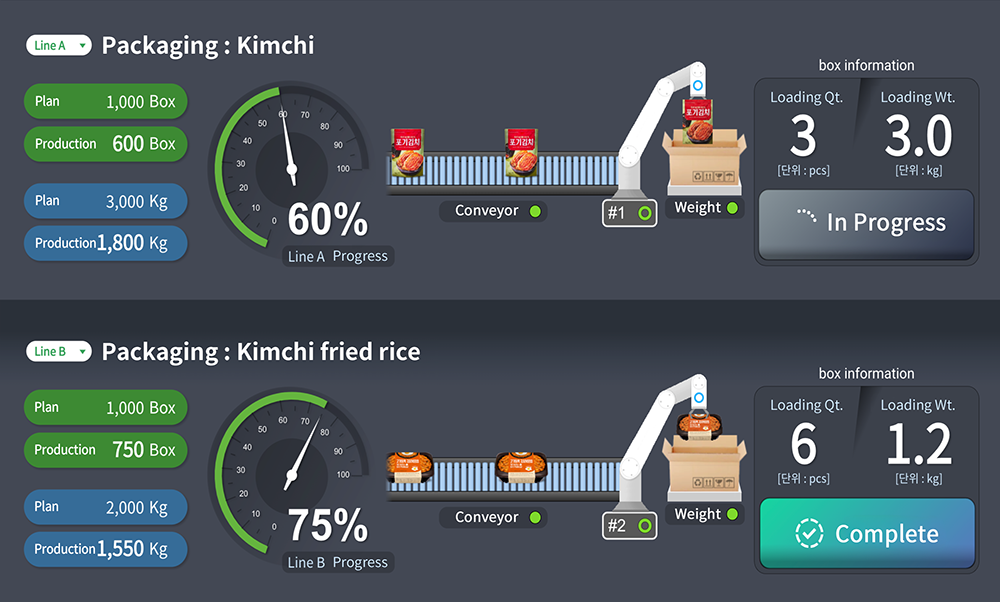 Line A
Packaging : Kimchi
Plan 1,000 Box
Production 600 Box
Plan 3,000 Kg
Production 1,800 Kg
0
10
20
30
40
50
60
70
80
90
100
60%
Line A Progress
포기김치
포기김치
포기김치
Conveyor
#1
Weight
box information
Loading Qt.
3
[단위 : pcs]
Loading Wt.
3.0
[단위 : kg]
In Progress
Line B
Packaging : Kimchi fried rice
Plan 1,000 Box
Production 750 Box
Plan 2,000 Kg
Production 1,550 Kg
0
10
20
30
40
50
60
70
80
90
100
75%
Line B Progress
Conveyor
#2
Weight
box information
Loading Qt.
6
[단위 : pcs]
Loading Wt.
1.2
[단위 : kg]
Complete